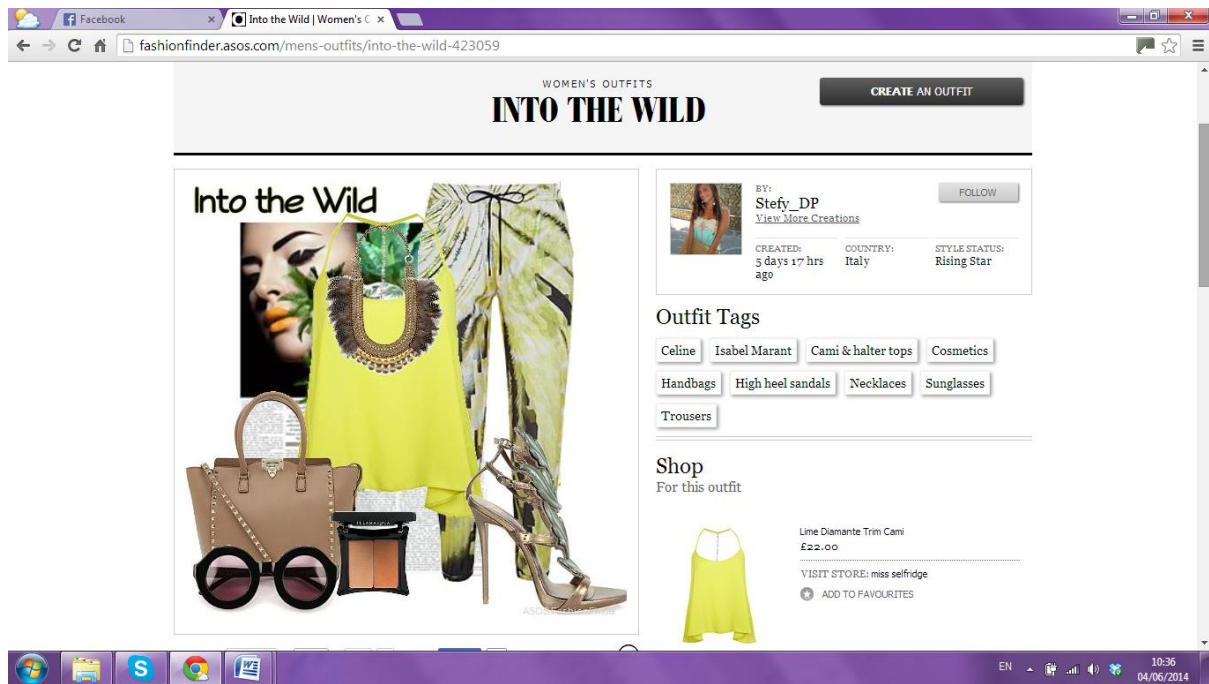 Facebook
Into the Wild | Women's C
fashionfinder.asos.com/mens-outfits/into-the-wild-423059
WOMEN'S OUTFITS
INTO THE WILD
CREATE AN OUTFIT
Into the Wild
ASOS Fashion Finder
BY:
Stefy_DP
View More Creations
FOLLOW
CREATED:
5 days 17 hrs
ago
COUNTRY:
Italy
STYLE STATUS:
Rising Star
Outfit Tags
Celine
Isabel Marant
Cami & halter tops
Cosmetics
Handbags
High heel sandals
Necklaces
Sunglasses
Trousers
Shop
For this outfit
Lime Diamante Trim Cami
£22.00
VISIT STORE: miss selfridge
ADD TO FAVOURITES
EN
10:36
04/06/2014